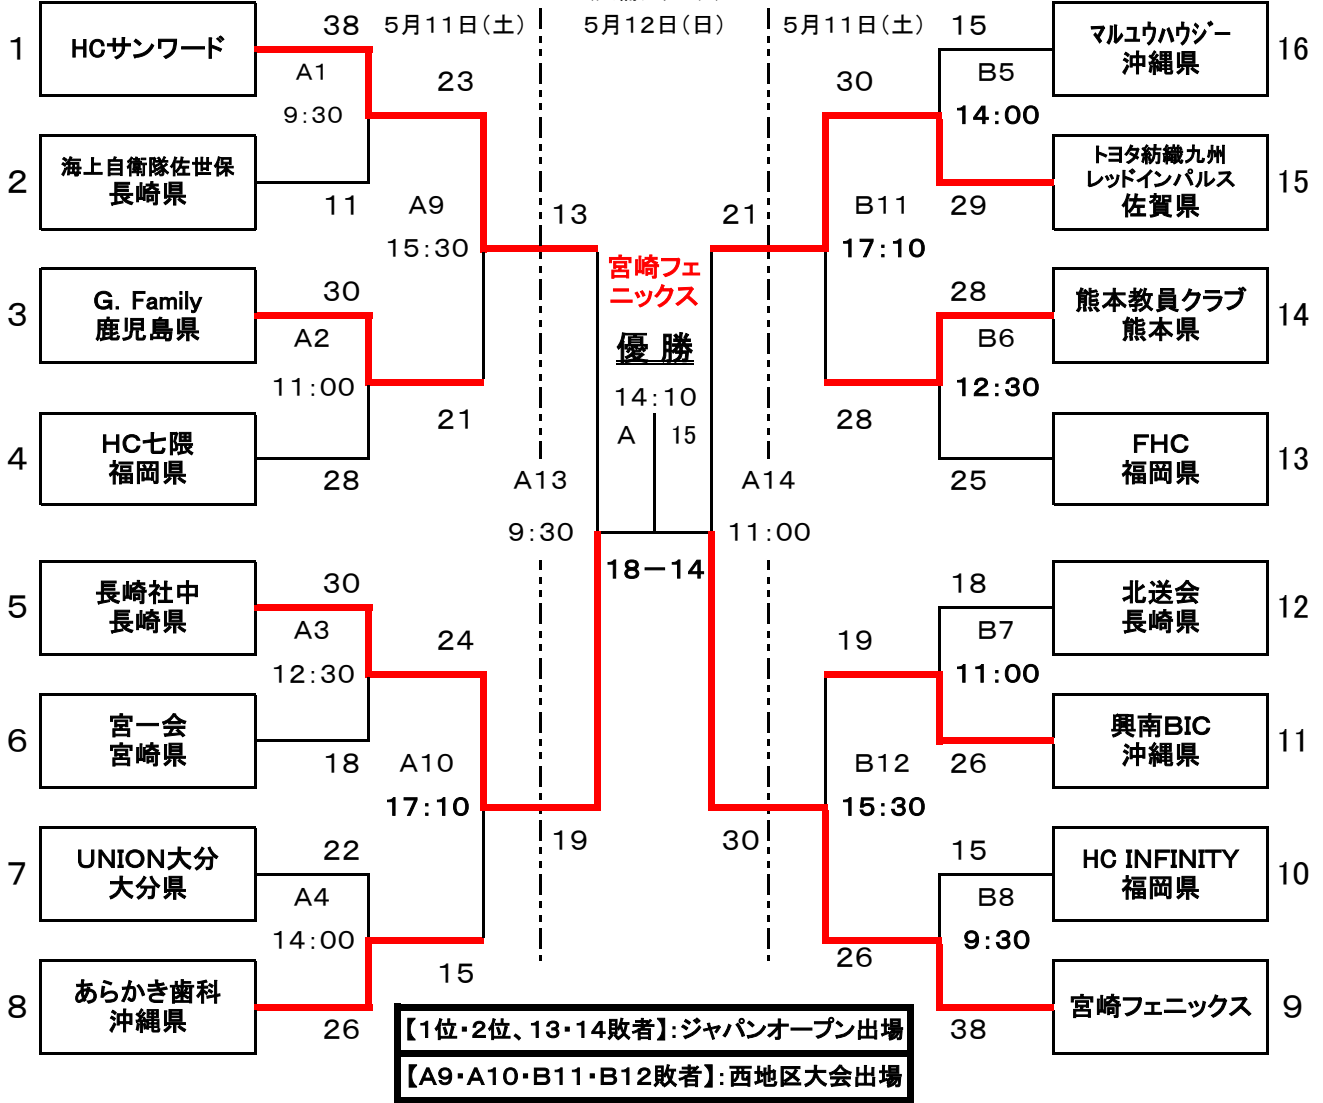 5月11日(土)
5月12日(日)
5月11日(土)
1
HCサンワード
38
A1
9:30
23
2
海上自衛隊佐世保
長崎県
11
A9
15:30
13
3
G. Family
鹿児島県
30
A2
11:00
21
4
HC七隈
福岡県
28
A13
9:30
5
長崎社中
長崎県
30
A3
12:30
24
6
宮一会
宮崎県
18
A10
17:10
19
7
UNION大分
大分県
22
A4
14:00
15
8
あらかき歯科
沖縄県
26
宮崎フェ
ニックス
優 勝
14:10
A 15
18-14
15
マルユウハウジー
沖縄県
16
B5
14:00
30
トヨタ紡織九州
レッドインパルス
佐賀県
15
29
B11
17:10
21
28
熊本教員クラブ
熊本県
14
B6
12:30
28
FHC
福岡県
13
25
A14
11:00
18
北送会
長崎県
12
B7
11:00
19
興南BIC
沖縄県
11
26
B12
15:30
30
15
HC INFINITY
福岡県
10
B8
9:30
26
宮崎フェニックス
9
38
【1位・2位、13・14敗者】:ジャパンオープン出場
【A9・A10・B11・B12敗者】:西地区大会出場